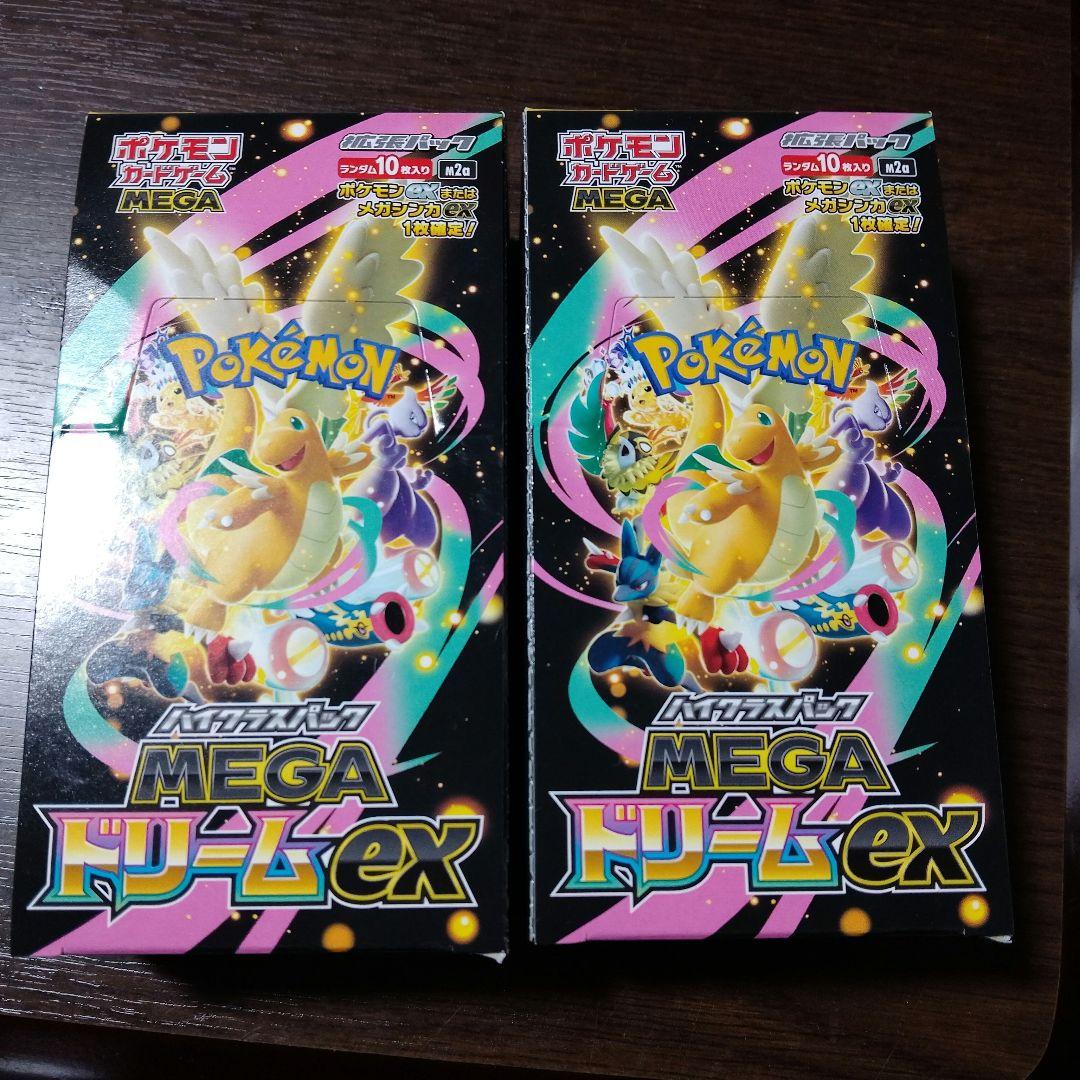 ポケモン
カードゲーム™
MEGA
拡張パック
ランダム10枚入り M2a
ポケモンexまたは
メガシンカex
1枚確定!
POKéMON™
ハイクラスパック
MEGA
ドリームex
ポケモン
カードゲーム™
MEGA
拡張パック
ランダム10枚入り M2a
ポケモンexまたは
メガシンカex
1枚確定!
POKéMON™
ハイクラスパック
MEGA
ドリームex